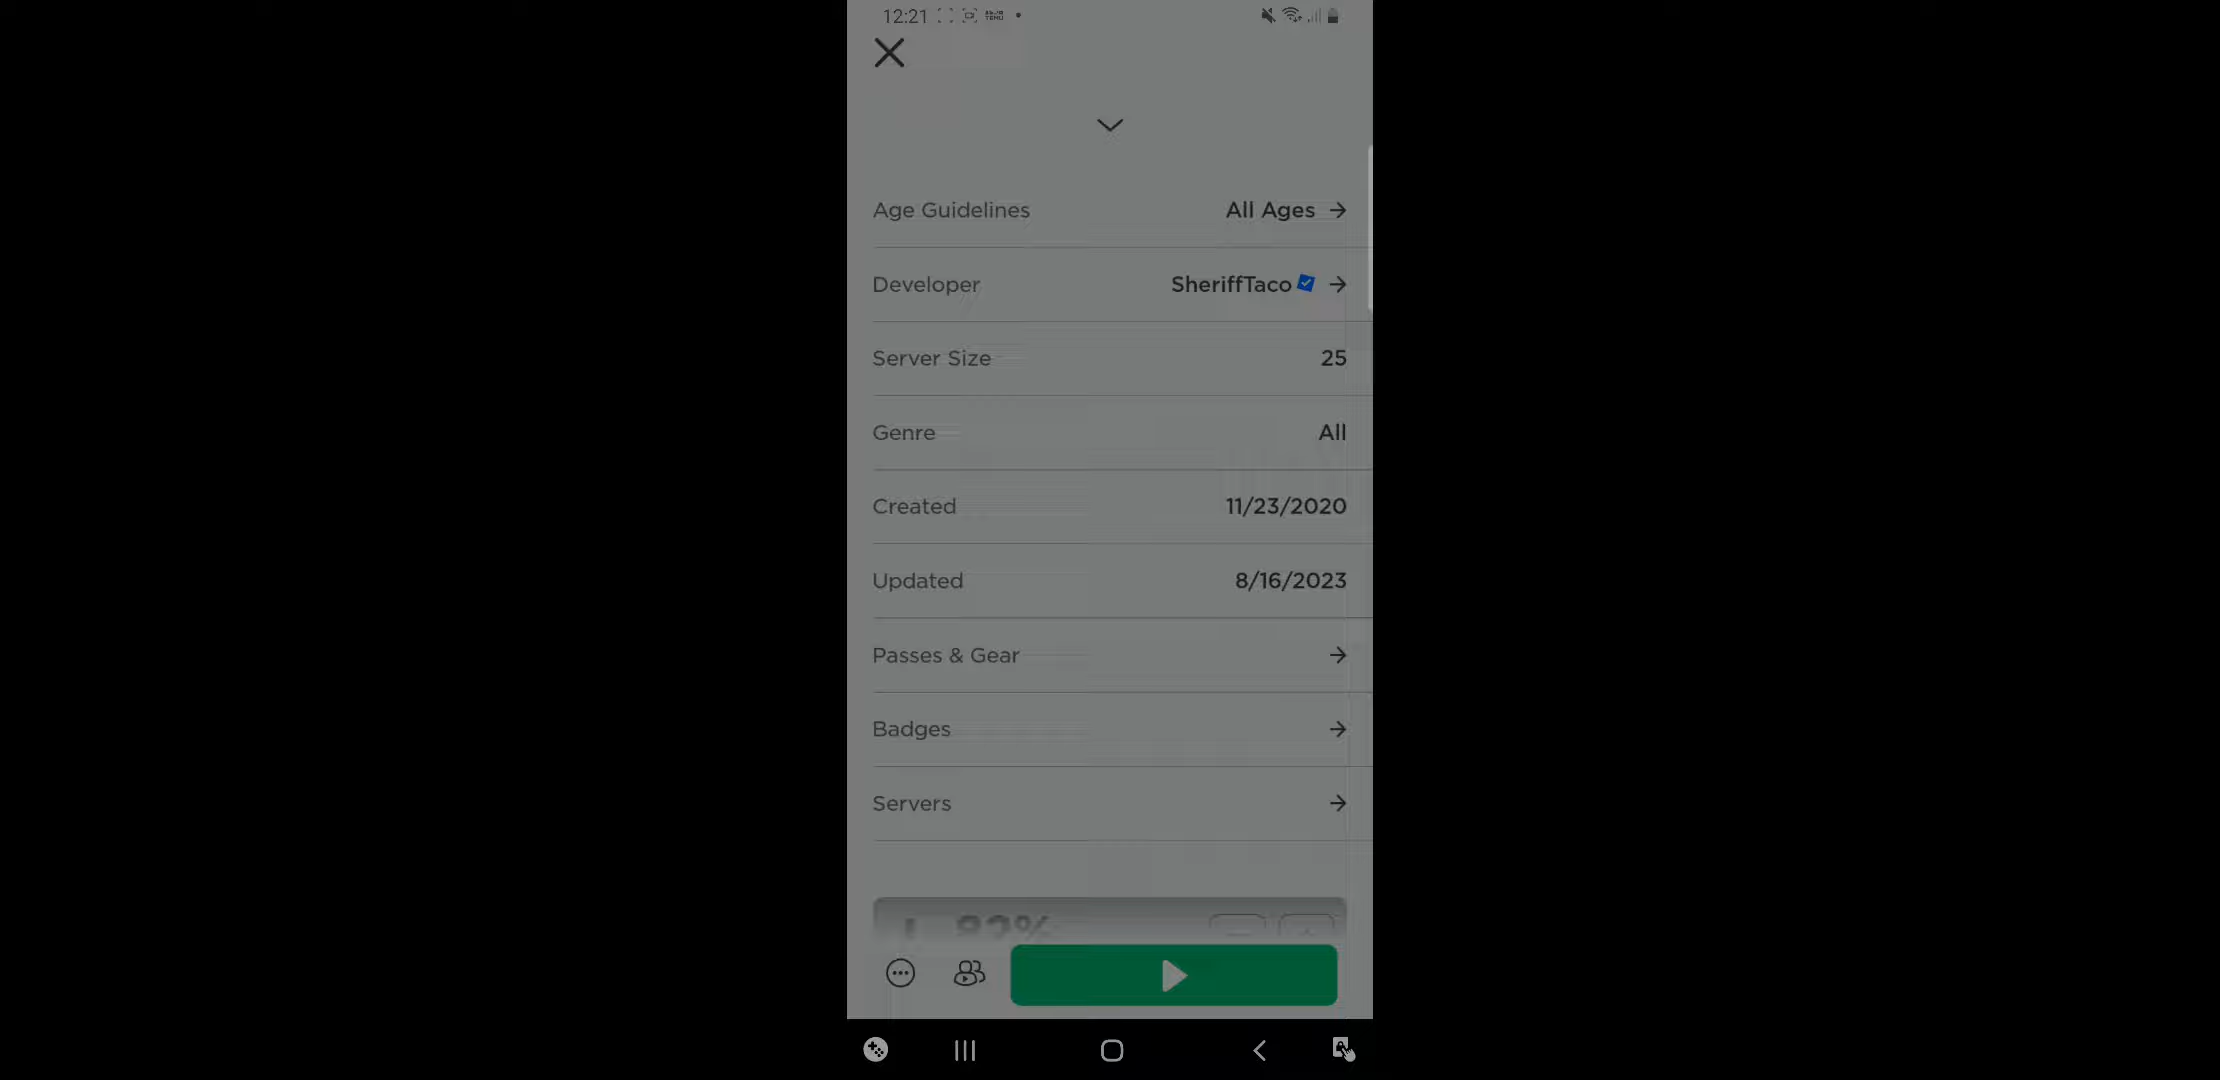 12:21
Age Guidelines All Ages
Developer SheriffTaco
Server Size 25
Genre All
Created 11/23/2020
Updated 8/16/2023
Passes & Gear
Badges
Servers